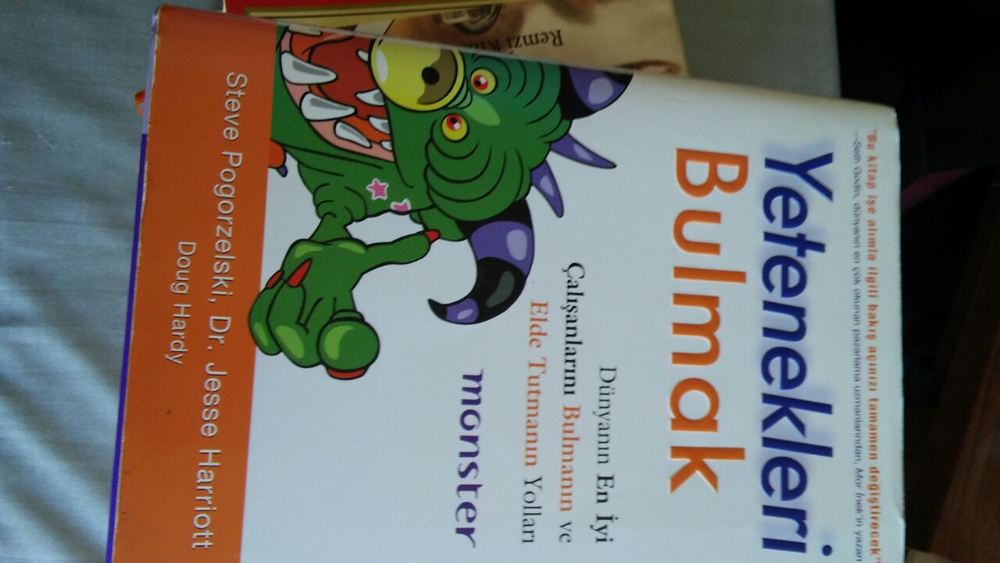 "Bu kitap işe alımla ilgili bakış açınızı tamamen değiştirecek"
—Seth Godin, dünyanın en çok okunan pazarlama uzmanlarından, Mor İnek'in yazarı
Yetenekleri
Bulmak
Dünyanın En İyi
Çalışanlarını Bulmanın ve
Elde Tutmanın Yolları
monster
Steve Pogorzelski, Dr. Jesse Harriott
Doug Hardy
Remzi